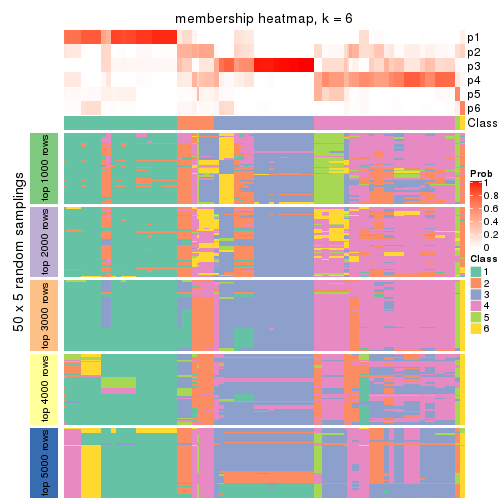 membership heatmap, k = 6
p1
p2
p3
p4
p5
p6
Class
50 x 5 random samplings
top 1000 rows
top 2000 rows
top 3000 rows
top 4000 rows
top 5000 rows
Prob
1
0.8
0.6
0.4
0.2
0
Class
1
2
3
4
5
6